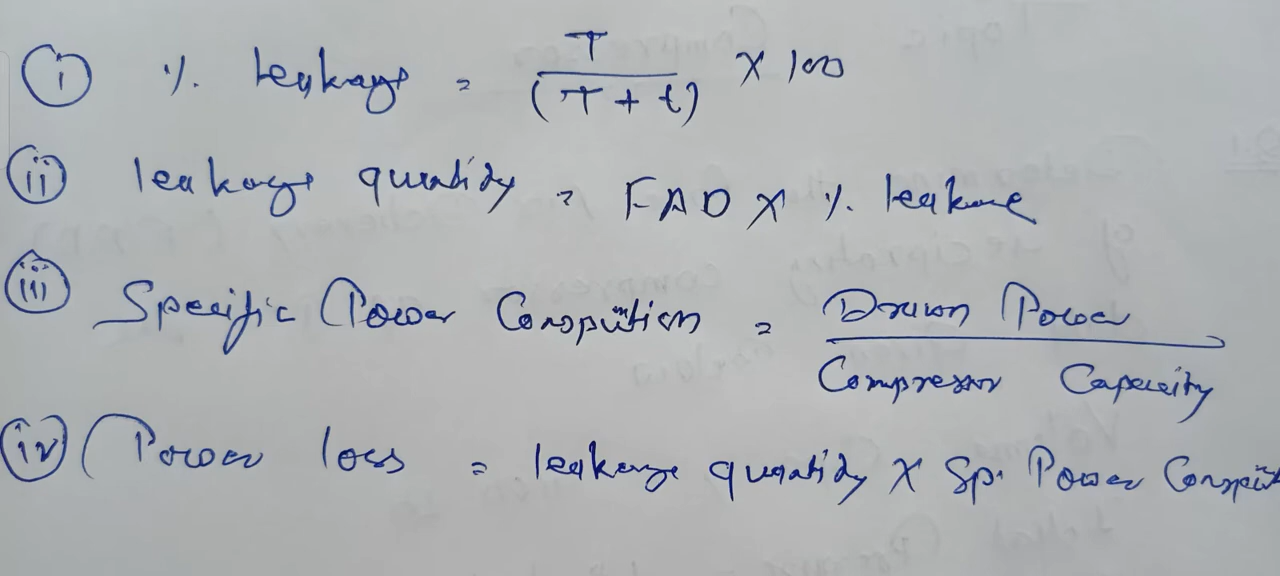 (i) % leakage = T / (T + t) × 100
(ii) leakage quantity = FAD × % leakage
(iii) Specific Power Consumption = Drawn Power / Compressor Capacity
(iv) Power loss = leakage quantity × Sp. Power